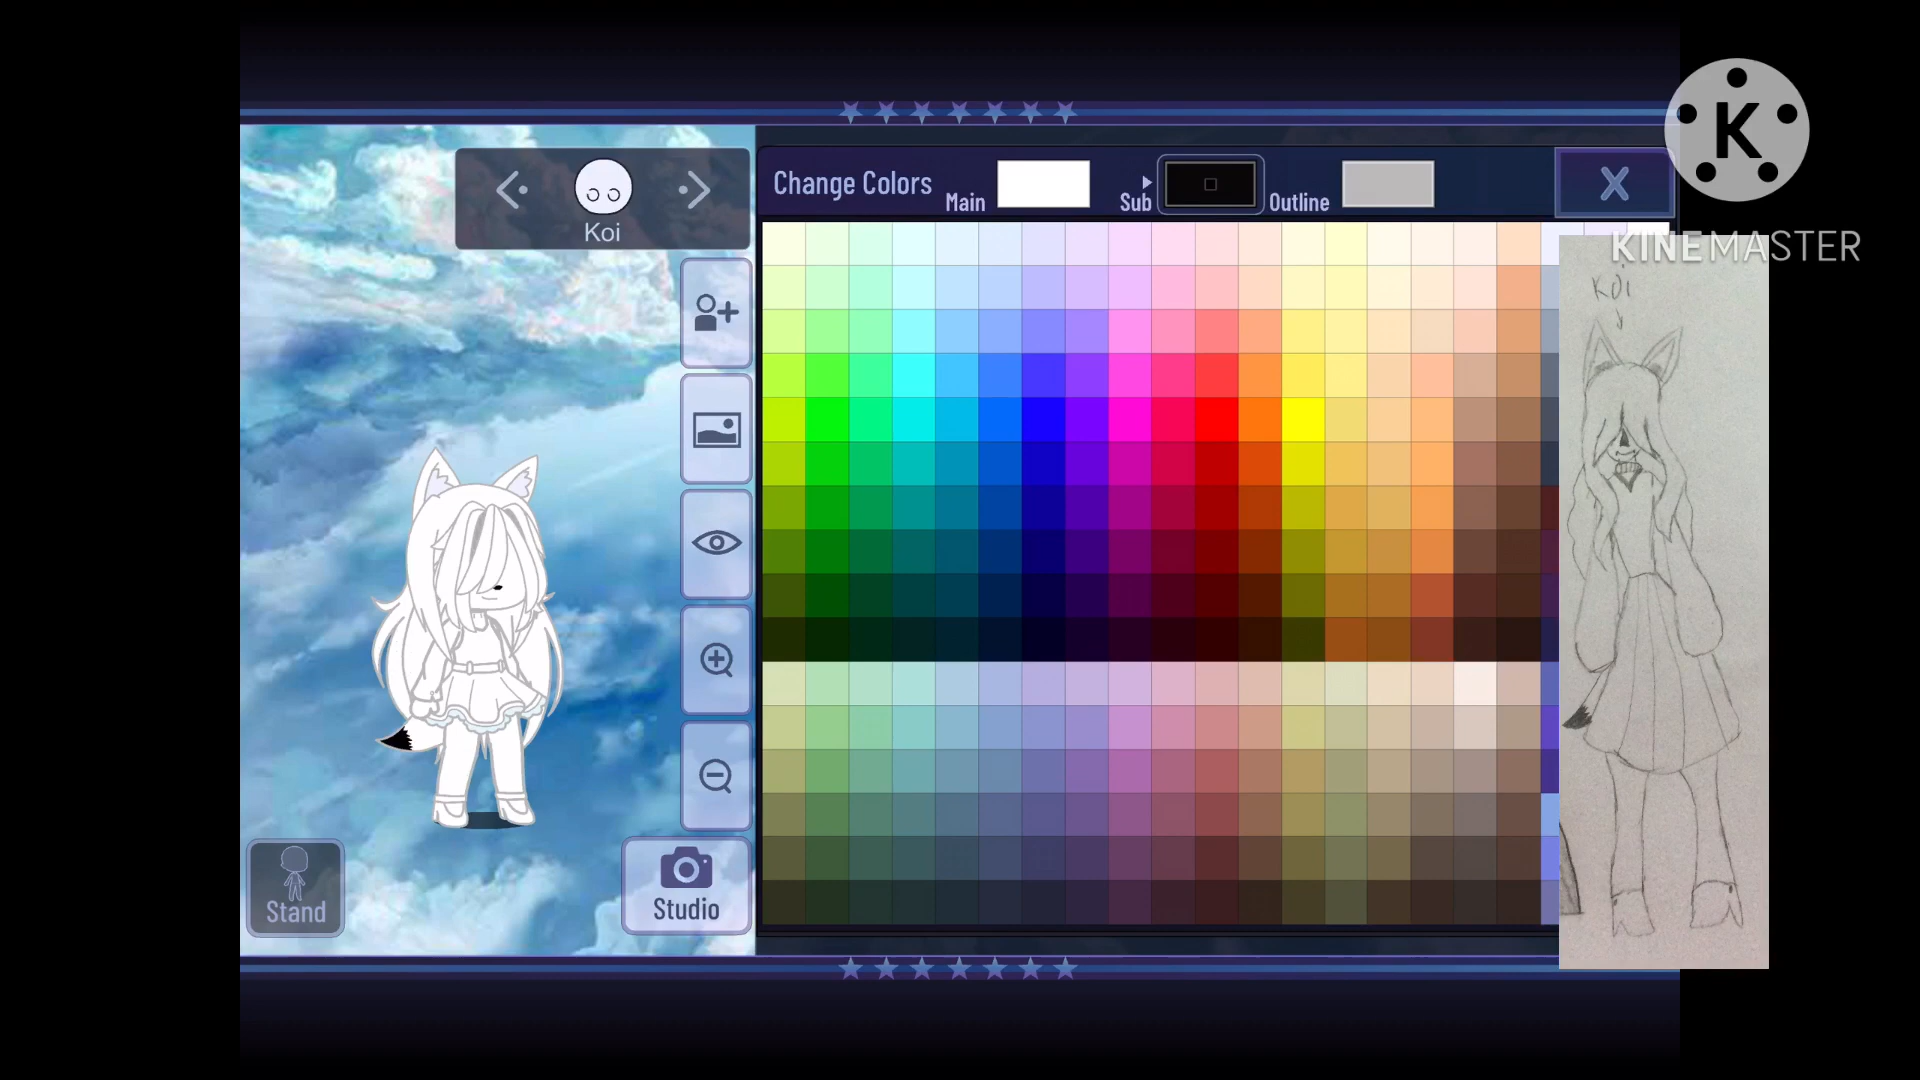 Change Colors
Main
Sub
Outline
X
K
KINEMASTER
Koi
KOi
Stand
Studio